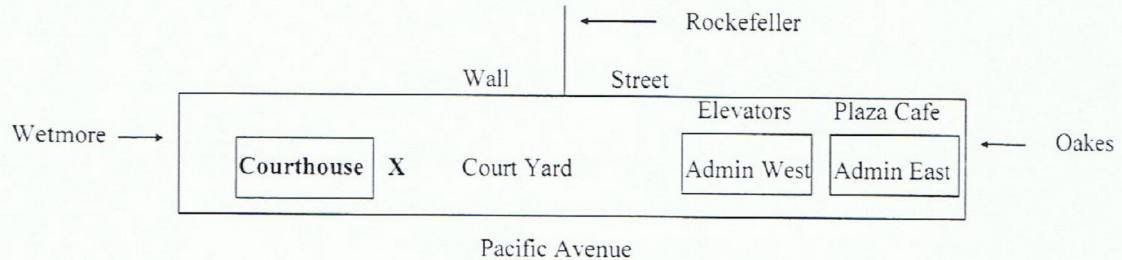 Rockefeller
Wall Street
Elevators Plaza Cafe
Wetmore Oakes
Courthouse X Court Yard Admin West Admin East
Pacific Avenue